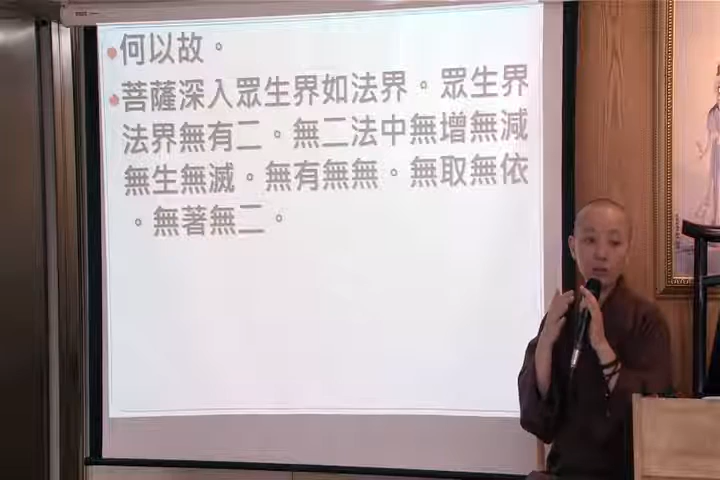 何以故。
菩薩深入眾生界如法界。眾生界
法界無有二。無二法中無增無減
無生無滅。無有無無。無取無依
。無著無二。